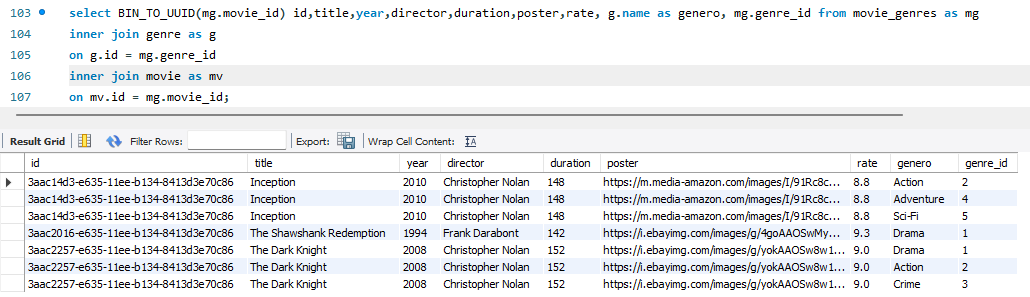 103 select BIN_TO_UUID(mg.movie_id) id,title,year,director,duration,poster,rate, g.name as genero, mg.genre_id from movie_genres as mg
104 inner join genre as g
105 on g.id = mg.genre_id
106 inner join movie as mv
107 on mv.id = mg.movie_id;
Result Grid Filter Rows: Export: Wrap Cell Content: IA
id title year director duration poster rate genero genre_id
3aac14d3-e635-11ee-b134-8413d3e70c86 Inception 2010 Christopher Nolan 148 https://m.media-amazon.com/images/I/91Rc8c... 8.8 Action 2
3aac14d3-e635-11ee-b134-8413d3e70c86 Inception 2010 Christopher Nolan 148 https://m.media-amazon.com/images/I/91Rc8c... 8.8 Adventure 4
3aac14d3-e635-11ee-b134-8413d3e70c86 Inception 2010 Christopher Nolan 148 https://m.media-amazon.com/images/I/91Rc8c... 8.8 Sci-Fi 5
3aac2016-e635-11ee-b134-8413d3e70c86 The Shawshank Redemption 1994 Frank Darabont 142 https://i.ebayimg.com/images/g/4goAAOSwMy... 9.3 Drama 1
3aac2257-e635-11ee-b134-8413d3e70c86 The Dark Knight 2008 Christopher Nolan 152 https://i.ebayimg.com/images/g/yokAAOSw8w1... 9.0 Drama 1
3aac2257-e635-11ee-b134-8413d3e70c86 The Dark Knight 2008 Christopher Nolan 152 https://i.ebayimg.com/images/g/yokAAOSw8w1... 9.0 Action 2
3aac2257-e635-11ee-b134-8413d3e70c86 The Dark Knight 2008 Christopher Nolan 152 https://i.ebayimg.com/images/g/yokAAOSw8w1... 9.0 Crime 3